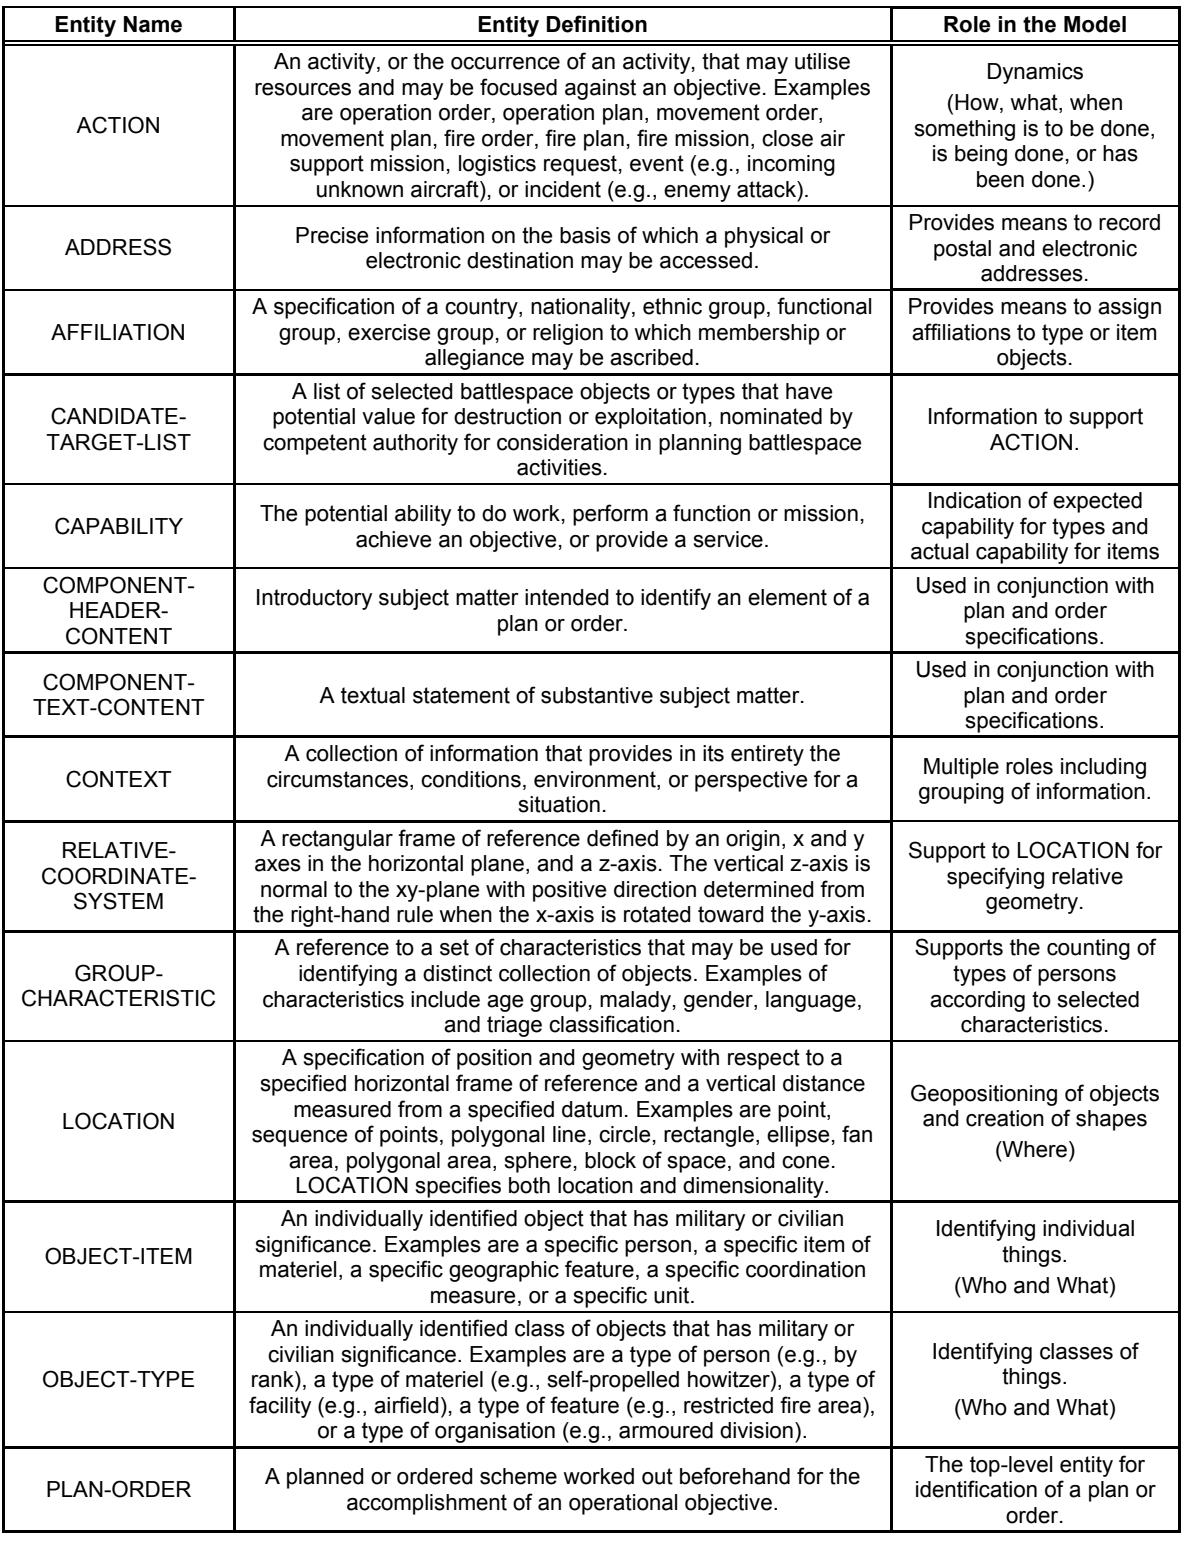 Entity Name
Entity Definition
Role in the Model
ACTION
An activity, or the occurrence of an activity, that may utilise
resources and may be focused against an objective. Examples
are operation order, operation plan, movement order,
movement plan, fire order, fire plan, fire mission, close air
support mission, logistics request, event (e.g., incoming
unknown aircraft), or incident (e.g., enemy attack).
Dynamics
(How, what, when
something is to be done,
is being done, or has
been done.)
ADDRESS
Precise information on the basis of which a physical or
electronic destination may be accessed.
Provides means to record
postal and electronic
addresses.
AFFILIATION
A specification of a country, nationality, ethnic group, functional
group, exercise group, or religion to which membership or
allegiance may be ascribed.
Provides means to assign
affiliations to type or item
objects.
CANDIDATE-
TARGET-LIST
A list of selected battlespace objects or types that have
potential value for destruction or exploitation, nominated by
competent authority for consideration in planning battlespace
activities.
Information to support
ACTION.
CAPABILITY
The potential ability to do work, perform a function or mission,
achieve an objective, or provide a service.
Indication of expected
capability for types and
actual capability for items
COMPONENT-
HEADER-
CONTENT
Introductory subject matter intended to identify an element of a
plan or order.
Used in conjunction with
plan and order
specifications.
COMPONENT-
TEXT-CONTENT
A textual statement of substantive subject matter.
Used in conjunction with
plan and order
specifications.
CONTEXT
A collection of information that provides in its entirety the
circumstances, conditions, environment, or perspective for a
situation.
Multiple roles including
grouping of information.
RELATIVE-
COORDINATE-
SYSTEM
A rectangular frame of reference defined by an origin, x and y
axes in the horizontal plane, and a z-axis. The vertical z-axis is
normal to the xy-plane with positive direction determined from
the right-hand rule when the x-axis is rotated toward the y-axis.
Support to LOCATION for
specifying relative
geometry.
GROUP-
CHARACTERISTIC
A reference to a set of characteristics that may be used for
identifying a distinct collection of objects. Examples of
characteristics include age group, malady, gender, language,
and triage classification.
Supports the counting of
types of persons
according to selected
characteristics.
LOCATION
A specification of position and geometry with respect to a
specified horizontal frame of reference and a vertical distance
measured from a specified datum. Examples are point,
sequence of points, polygonal line, circle, rectangle, ellipse, fan
area, polygonal area, sphere, block of space, and cone.
LOCATION specifies both location and dimensionality.
Geopositioning of objects
and creation of shapes
(Where)
OBJECT-ITEM
An individually identified object that has military or civilian
significance. Examples are a specific person, a specific item of
materiel, a specific geographic feature, a specific coordination
measure, or a specific unit.
Identifying individual
things.
(Who and What)
OBJECT-TYPE
An individually identified class of objects that has military or
civilian significance. Examples are a type of person (e.g., by
rank), a type of materiel (e.g., self-propelled howitzer), a type of
facility (e.g., airfield), a type of feature (e.g., restricted fire area),
or a type of organisation (e.g., armoured division).
Identifying classes of
things.
(Who and What)
PLAN-ORDER
A planned or ordered scheme worked out beforehand for the
accomplishment of an operational objective.
The top-level entity for
identification of a plan or
order.